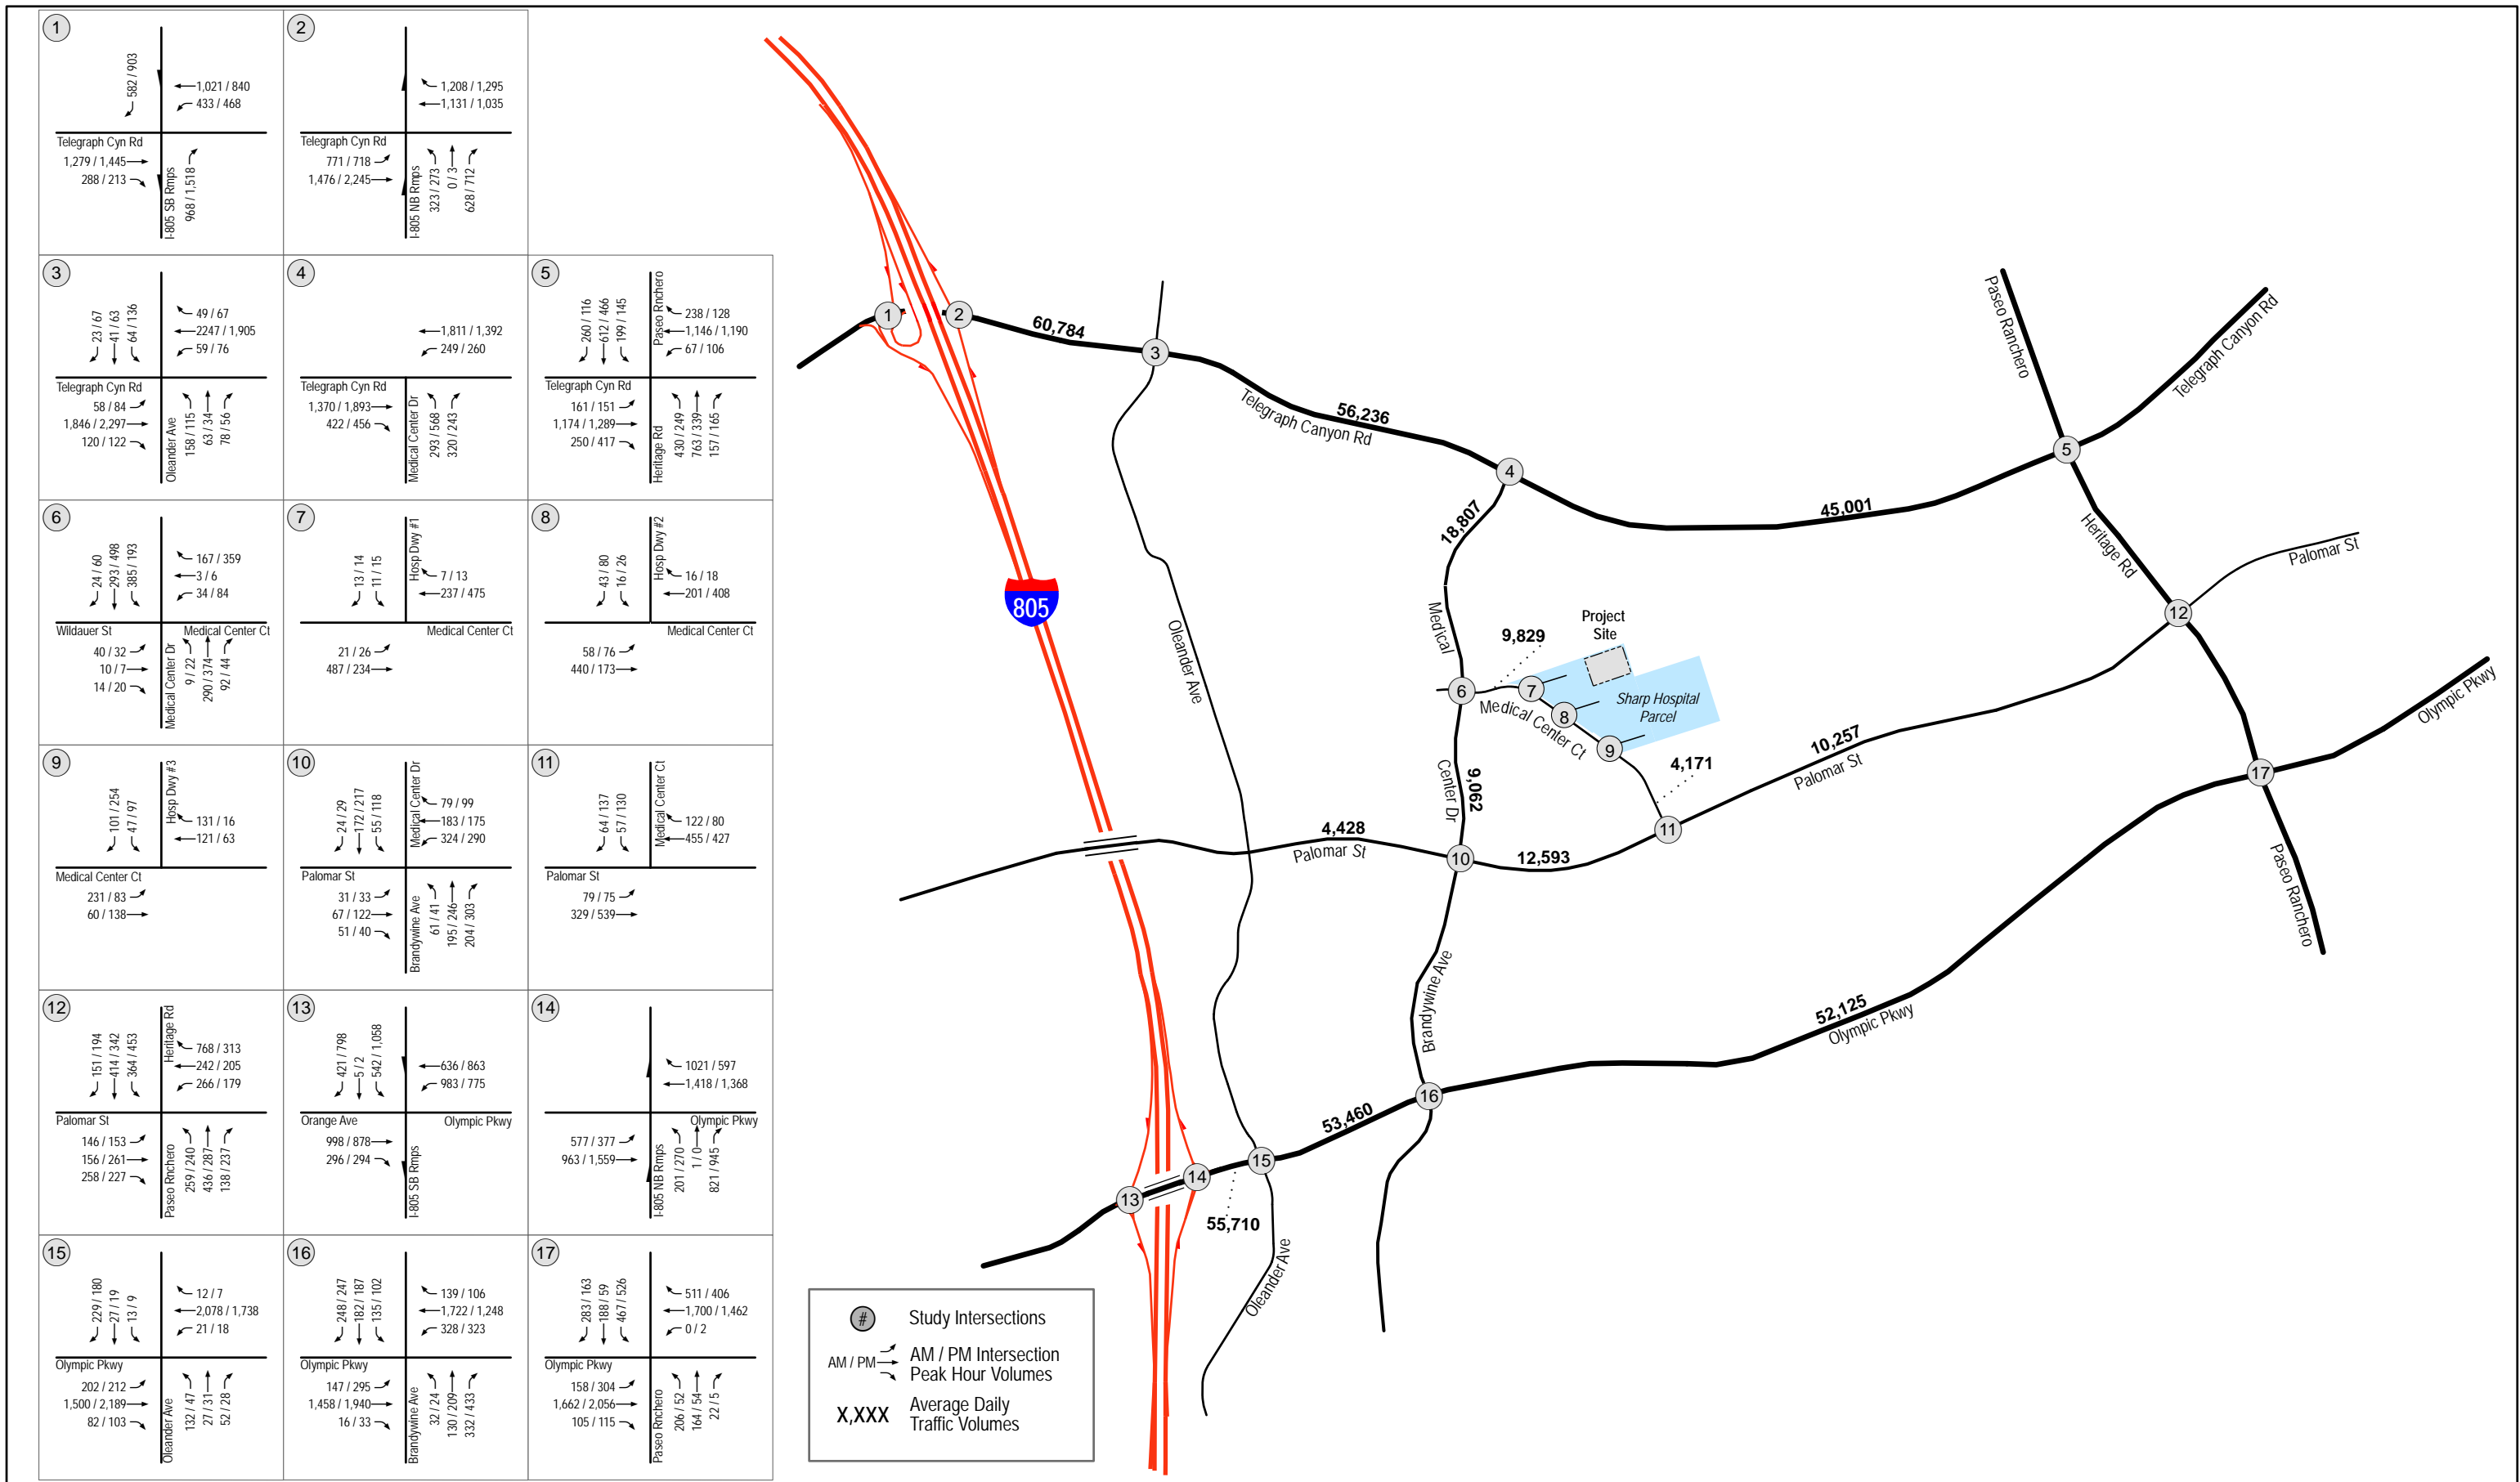 1
582 / 903
1,021 / 840
433 / 468
Telegraph Cyn Rd
1,279 / 1,445
288 / 213
I-805 SB Rmps
968 / 1,518
2
1,208 / 1,295
1,131 / 1,035
Telegraph Cyn Rd
771 / 718
1,476 / 2,245
I-805 NB Rmps
323 / 273
0 / 3
628 / 712
3
23 / 67
41 / 63
64 / 136
49 / 67
2247 / 1,905
59 / 76
Telegraph Cyn Rd
58 / 84
1,846 / 2,297
120 / 122
Oleander Ave
158 / 115
63 / 34
78 / 56
4
1,811 / 1,392
249 / 260
Telegraph Cyn Rd
1,370 / 1,893
422 / 456
Medical Center Dr
293 / 568
320 / 243
5
260 / 116
612 / 466
199 / 145
Paseo Rnchero
238 / 128
1,146 / 1,190
67 / 106
Telegraph Cyn Rd
161 / 151
1,174 / 1,289
250 / 417
Heritage Rd
430 / 249
763 / 339
157 / 165
6
24 / 60
293 / 498
385 / 193
167 / 359
3 / 6
34 / 84
Wildauer St
Medical Center Ct
40 / 32
10 / 7
14 / 20
Medical Center Dr
9 / 22
290 / 374
92 / 44
7
13 / 14
11 / 15
Hosp Dwy #1
7 / 13
237 / 475
Medical Center Ct
21 / 26
487 / 234
8
43 / 80
16 / 26
Hosp Dwy #2
16 / 18
201 / 408
Medical Center Ct
58 / 76
440 / 173
9
101 / 254
47 / 97
Hosp Dwy #3
131 / 16
121 / 63
Medical Center Ct
231 / 83
60 / 138
10
24 / 29
172 / 217
55 / 118
Medical Center Dr
79 / 99
183 / 175
324 / 290
Palomar St
31 / 33
67 / 122
51 / 40
Brandywine Ave
61 / 41
195 / 246
204 / 303
11
64 / 137
57 / 130
Medical Center Ct
122 / 80
455 / 427
Palomar St
79 / 75
329 / 539
12
151 / 194
414 / 342
364 / 453
Heritage Rd
768 / 313
242 / 205
266 / 179
Palomar St
146 / 153
156 / 261
258 / 227
Paseo Rnchero
259 / 240
436 / 287
138 / 237
13
421 / 798
5 / 2
542 / 1,058
636 / 863
983 / 775
Orange Ave
Olympic Pkwy
998 / 878
296 / 294
I-805 SB Rmps
14
1021 / 597
1,418 / 1,368
Olympic Pkwy
577 / 377
963 / 1,559
I-805 NB Rmps
201 / 270
1 / 0
821 / 945
15
229 / 180
27 / 19
13 / 9
12 / 7
2,078 / 1,738
21 / 18
Olympic Pkwy
202 / 212
1,500 / 2,189
82 / 103
Oleander Ave
132 / 47
27 / 31
52 / 28
16
248 / 247
182 / 187
135 / 102
139 / 106
1,722 / 1,248
328 / 323
Olympic Pkwy
147 / 295
1,458 / 1,940
16 / 33
Brandywine Ave
32 / 24
130 / 209
332 / 433
17
283 / 163
188 / 59
467 / 526
511 / 406
1,700 / 1,462
0 / 2
Olympic Pkwy
158 / 304
1,662 / 2,056
105 / 115
Paseo Rnchero
206 / 52
164 / 54
22 / 5
1
2
60,784
3
Telegraph Canyon Rd
56,236
4
45,001
5
Paseo Ranchero
Telegraph Canyon Rd
Heritage Rd
Palomar St
12
18,807
Medical
805
Oleander Ave
9,829
Project
Site
6
7
8
9
Sharp Hospital
Parcel
Medical Center Ct
Center Dr
9,062
4,171
10,257
Palomar St
Olympic Pkwy
17
Paseo Ranchero
4,428
Palomar St
10
12,593
11
Brandywine Ave
52,125
Olympic Pkwy
16
53,460
15
14
13
55,710
Oleander Ave
#
Study Intersections
AM / PM
AM / PM Intersection
Peak Hour Volumes
X,XXX
Average Daily
Traffic Volumes